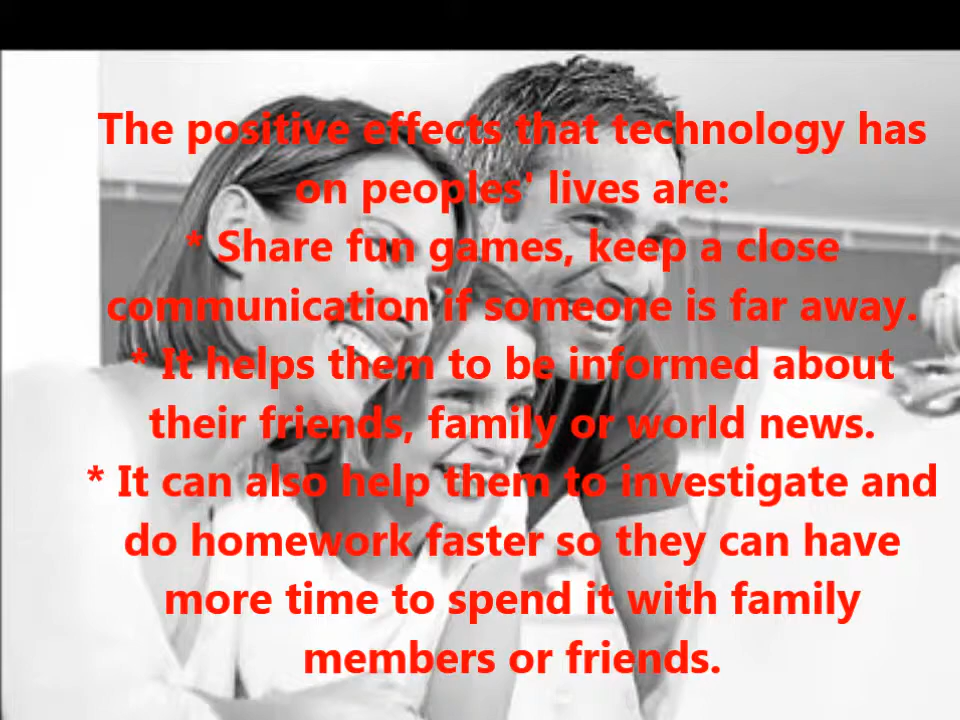 The positive effects that technology has
on peoples' lives are:
* Share fun games, keep a close
communication if someone is far away.
* It helps them to be informed about
their friends, family or world news.
* It can also help them to investigate and
do homework faster so they can have
more time to spend it with family
members or friends.